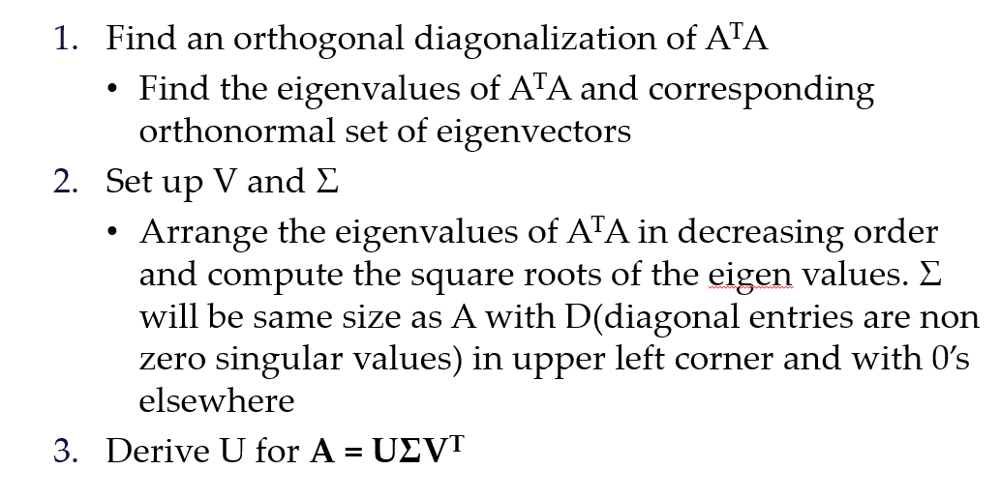 1. Find an orthogonal diagonalization of AᵀA
• Find the eigenvalues of AᵀA and corresponding
orthonormal set of eigenvectors
2. Set up V and Σ
• Arrange the eigenvalues of AᵀA in decreasing order
and compute the square roots of the eigen values. Σ
will be same size as A with D(diagonal entries are non
zero singular values) in upper left corner and with 0’s
elsewhere
3. Derive U for A = UΣVᵀ